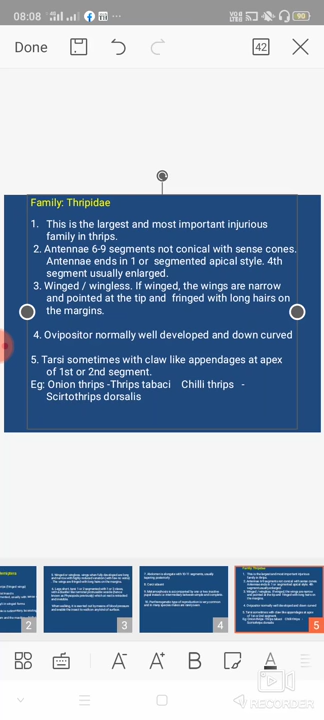 08:08
4G
VO
LTE2
90
Done
42
Family: Thripidae
1. This is the largest and most important injurious
family in thrips.
2. Antennae 6-9 segments not conical with sense cones.
Antennae ends in 1 or segmented apical style. 4th
segment usually enlarged.
3. Winged / wingless. If winged, the wings are narrow
and pointed at the tip and fringed with long hairs on
the margins.
4. Ovipositor normally well developed and down curved
5. Tarsi sometimes with claw like appendages at apex
of 1st or 2nd segment.
Eg: Onion thrips -Thrips tabaci Chilli thrips -
Scirtothrips dorsalis
2
3
4
5
A- A+ B A
RECORDER